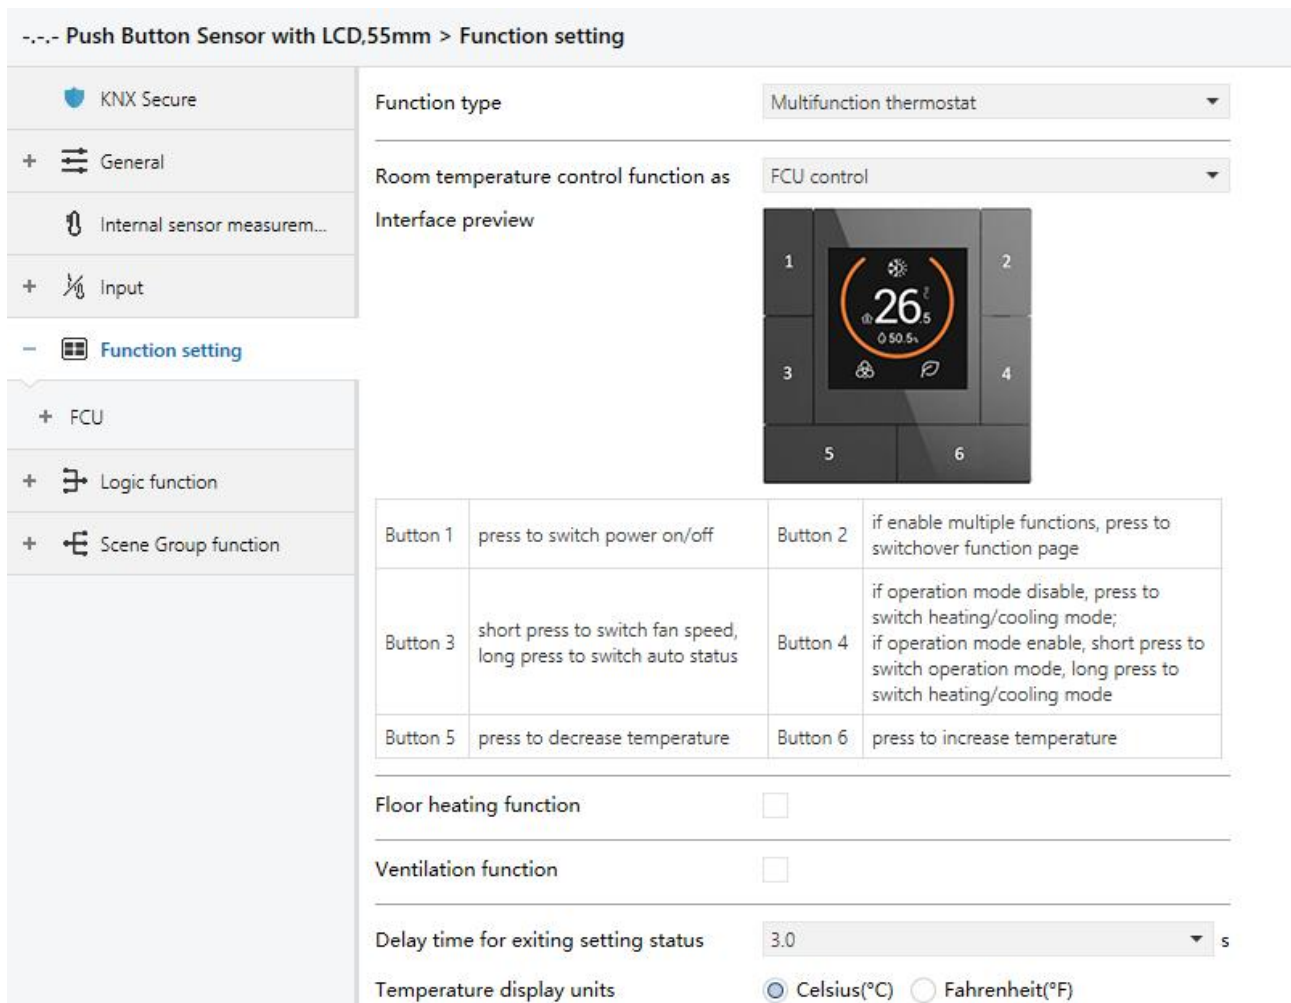 -.-.- Push Button Sensor with LCD,55mm > Function setting
KNX Secure
+ General
Internal sensor measurem...
+ Input
− Function setting
+ FCU
+ Logic function
+ Scene Group function
Function type
Multifunction thermostat
Room temperature control function as
FCU control
Interface preview
1
2
26.5
℃
50.5%
3
4
5
6
Button 1
press to switch power on/off
Button 2
if enable multiple functions, press to
switchover function page
Button 3
short press to switch fan speed,
long press to switch auto status
Button 4
if operation mode disable, press to
switch heating/cooling mode;
if operation mode enable, short press to
switch operation mode, long press to
switch heating/cooling mode
Button 5
press to decrease temperature
Button 6
press to increase temperature
Floor heating function
Ventilation function
Delay time for exiting setting status
3.0
s
Temperature display units
Celsius(°C)
Fahrenheit(°F)